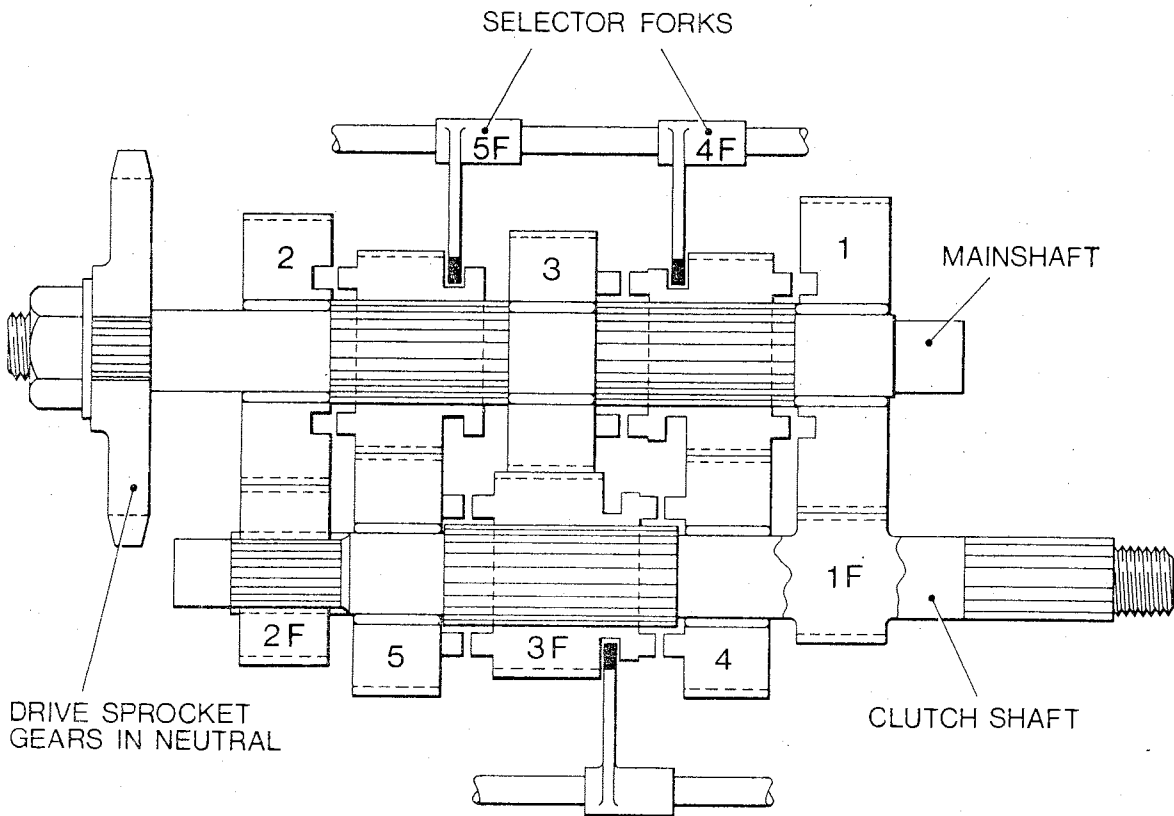 SELECTOR FORKS
5F
4F
2
3
1
MAINSHAFT
1F
2F
5
3F
4
DRIVE SPROCKET
GEARS IN NEUTRAL
CLUTCH SHAFT